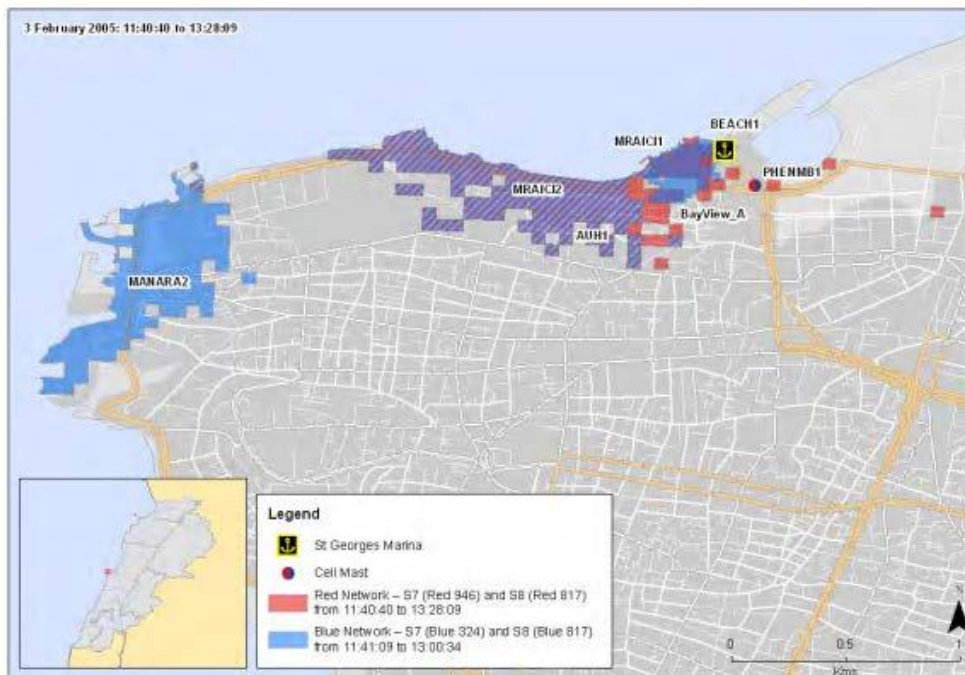 3 February 2005: 11:40:40 to 13:28:09
BEACH1
MRAICI1
PHENMB1
MRAICI2
BayView_A
AUH1
MANARA2
Legend
St Georges Marina
Cell Mast
Red Network – S7 (Red 946) and S8 (Red 817)
from 11:40:40 to 13:28:09
Blue Network – S7 (Blue 324) and S8 (Blue 817)
from 11:41:09 to 13:00:34
N
0 0.5 1
Kms